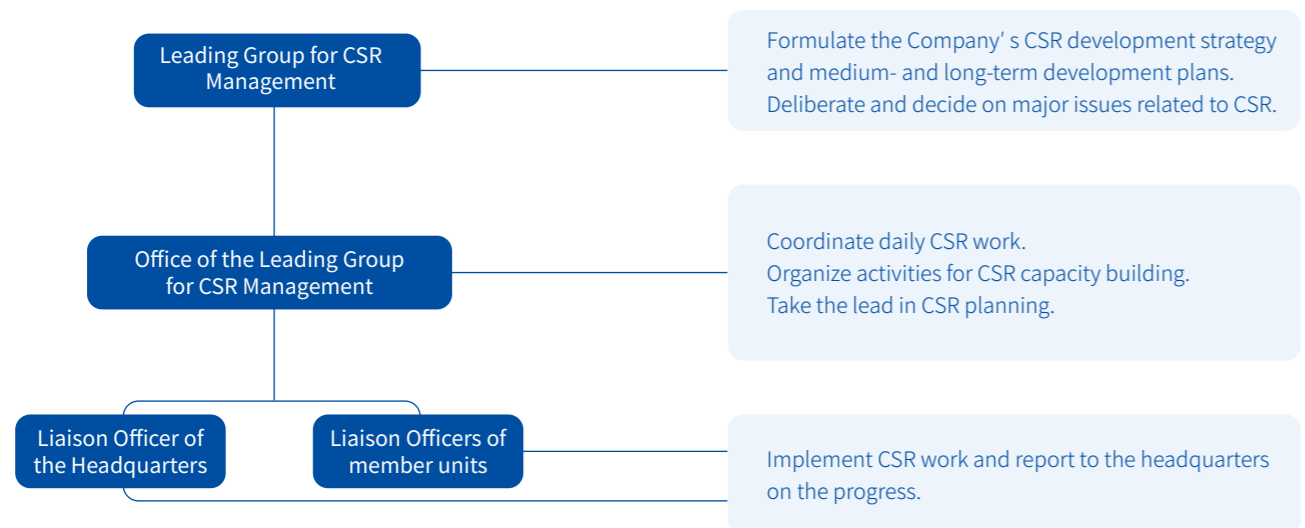 Leading Group for CSR
Management
Formulate the Company' s CSR development strategy
and medium- and long-term development plans.
Deliberate and decide on major issues related to CSR.
Office of the Leading Group
for CSR Management
Coordinate daily CSR work.
Organize activities for CSR capacity building.
Take the lead in CSR planning.
Liaison Officer of
the Headquarters
Liaison Officers of
member units
Implement CSR work and report to the headquarters
on the progress.